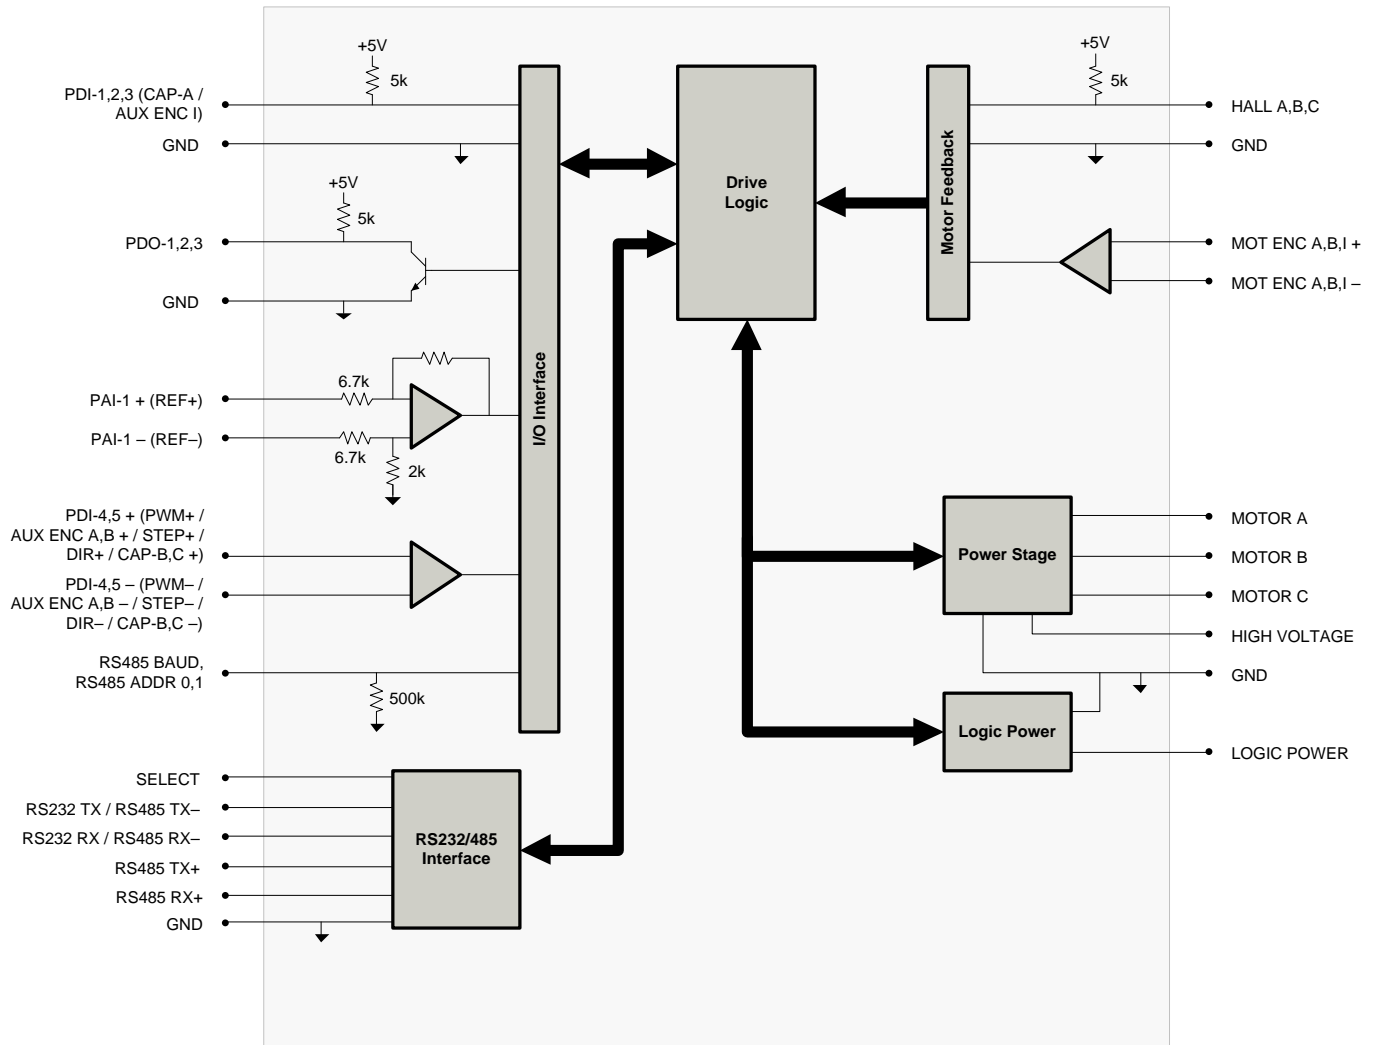 +5V
5k
PDI-1,2,3 (CAP-A /
AUX ENC I)
GND
+5V
5k
PDO-1,2,3
GND
6.7k
PAI-1 + (REF+)
PAI-1 – (REF–)
6.7k
2k
PDI-4,5 + (PWM+ /
AUX ENC A,B + / STEP+ /
DIR+ / CAP-B,C +)
PDI-4,5 – (PWM– /
AUX ENC A,B – / STEP– /
DIR– / CAP-B,C –)
RS485 BAUD,
RS485 ADDR 0,1
500k
SELECT
RS232 TX / RS485 TX–
RS232 RX / RS485 RX–
RS485 TX+
RS485 RX+
GND
RS232/485
Interface
I/O Interface
Drive
Logic
Motor Feedback
+5V
5k
HALL A,B,C
GND
MOT ENC A,B,I +
MOT ENC A,B,I –
Power Stage
MOTOR A
MOTOR B
MOTOR C
HIGH VOLTAGE
GND
Logic Power
LOGIC POWER